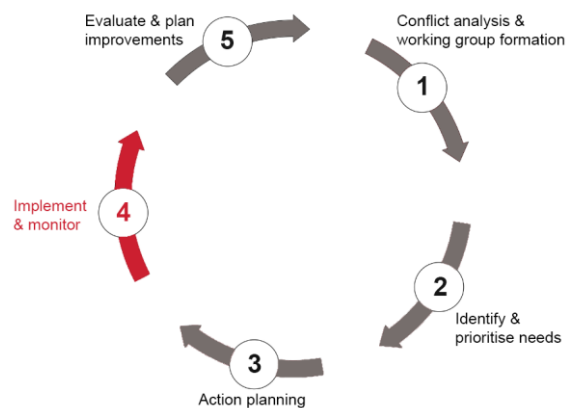 Evaluate & plan
improvements
5
Conflict analysis &
working group formation
1
Implement
& monitor
4
2
Identify &
prioritise needs
3
Action planning